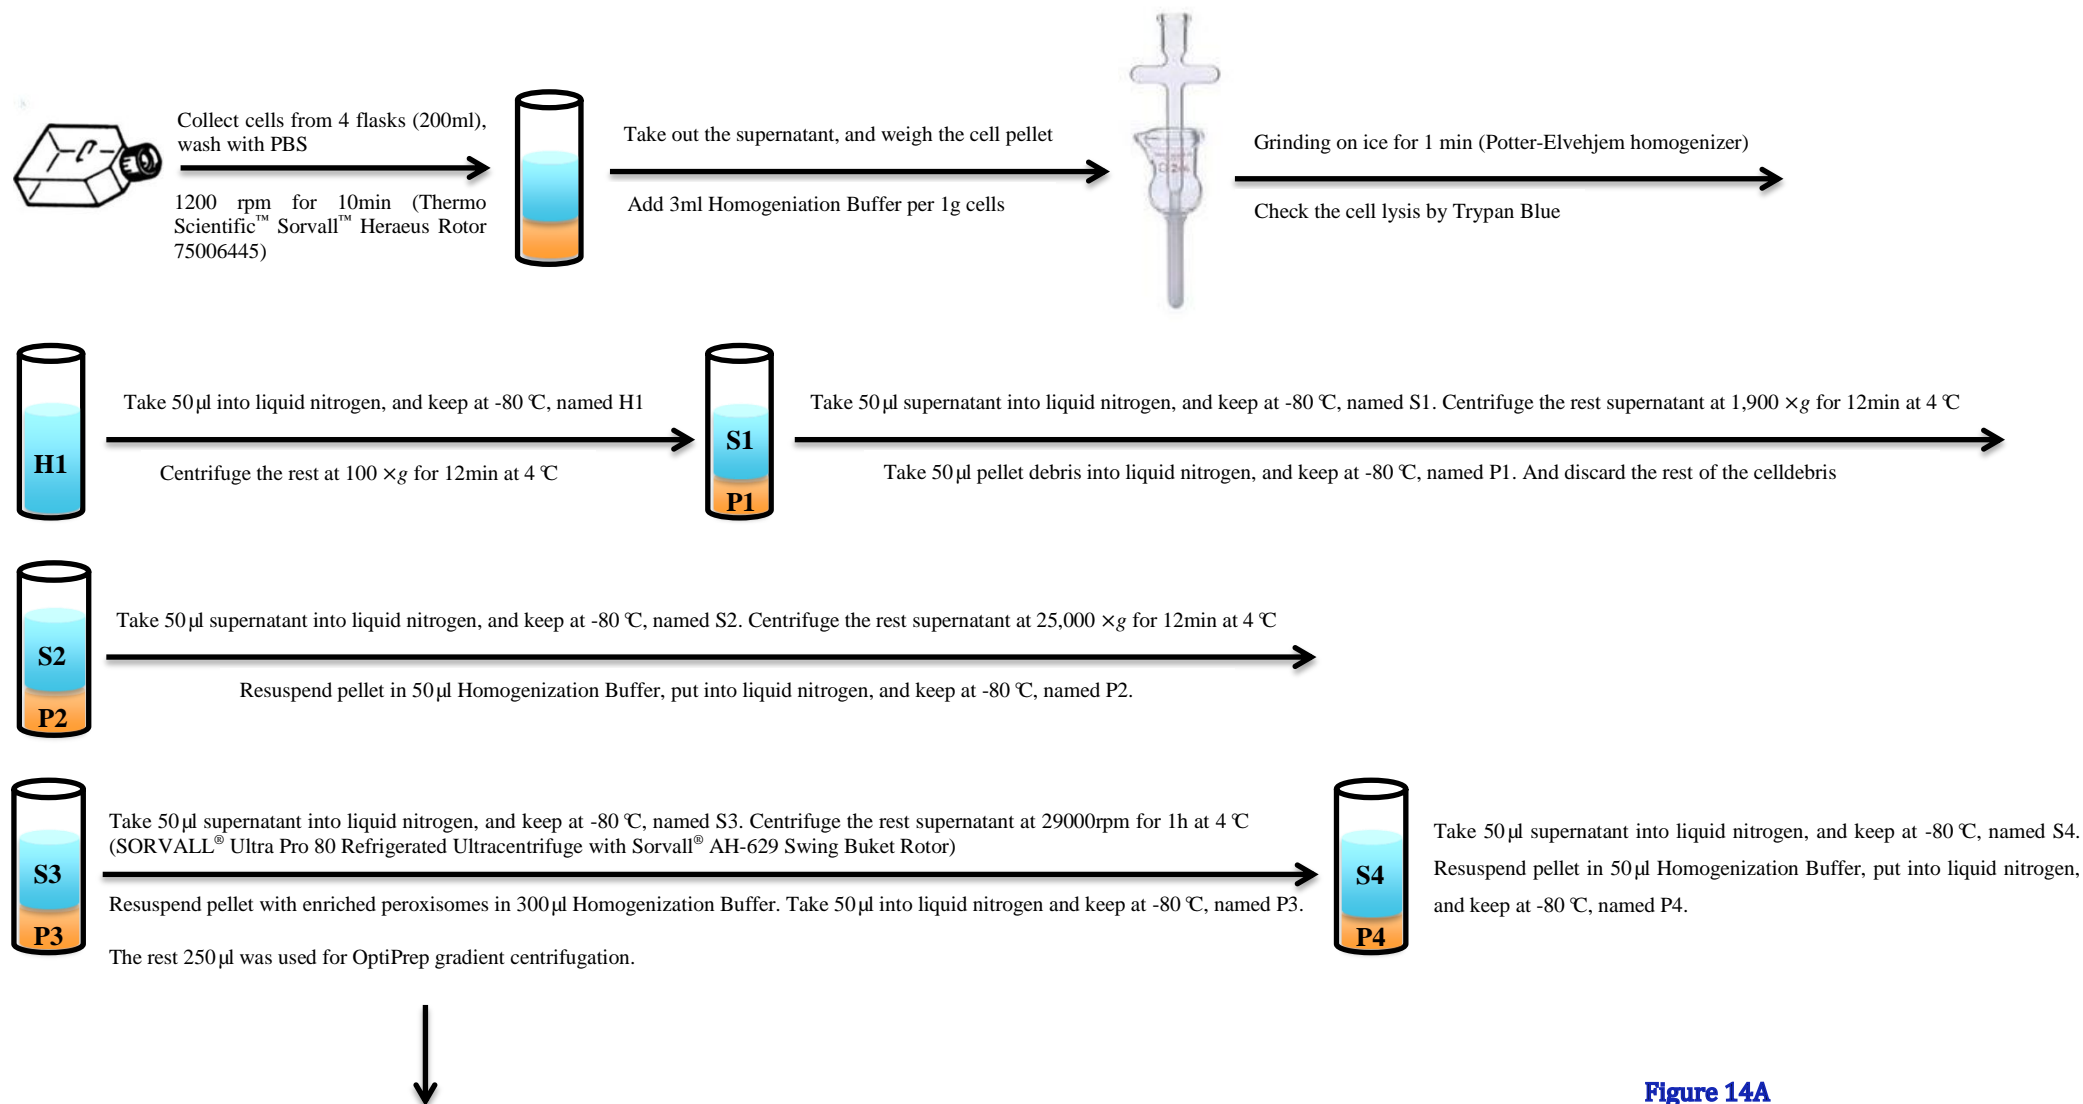 Collect cells from 4 flasks (200ml),
wash with PBS
1200 rpm for 10min (Thermo
Scientific™ Sorvall™ Heraeus Rotor
75006445)
Take out the supernatant, and weigh the cell pellet
Add 3ml Homogeniation Buffer per 1g cells
Grinding on ice for 1 min (Potter-Elvehjem homogenizer)
Check the cell lysis by Trypan Blue
H1
Take 50 µl into liquid nitrogen, and keep at -80 ℃, named H1
Centrifuge the rest at 100 ×g for 12min at 4 ℃
S1
P1
Take 50 µl supernatant into liquid nitrogen, and keep at -80 ℃, named S1. Centrifuge the rest supernatant at 1,900 ×g for 12min at 4 ℃
Take 50 µl pellet debris into liquid nitrogen, and keep at -80 ℃, named P1. And discard the rest of the celldebris
S2
P2
Take 50 µl supernatant into liquid nitrogen, and keep at -80 ℃, named S2. Centrifuge the rest supernatant at 25,000 ×g for 12min at 4 ℃
Resuspend pellet in 50 µl Homogenization Buffer, put into liquid nitrogen, and keep at -80 ℃, named P2.
S3
P3
Take 50 µl supernatant into liquid nitrogen, and keep at -80 ℃, named S3. Centrifuge the rest supernatant at 29000rpm for 1h at 4 ℃
(SORVALL® Ultra Pro 80 Refrigerated Ultracentrifuge with Sorvall® AH-629 Swing Buket Rotor)
Resuspend pellet with enriched peroxisomes in 300 µl Homogenization Buffer. Take 50 µl into liquid nitrogen and keep at -80 ℃, named P3.
The rest 250 µl was used for OptiPrep gradient centrifugation.
S4
P4
Take 50 µl supernatant into liquid nitrogen, and keep at -80 ℃, named S4.
Resuspend pellet in 50 µl Homogenization Buffer, put into liquid nitrogen,
and keep at -80 ℃, named P4.
Figure 14A